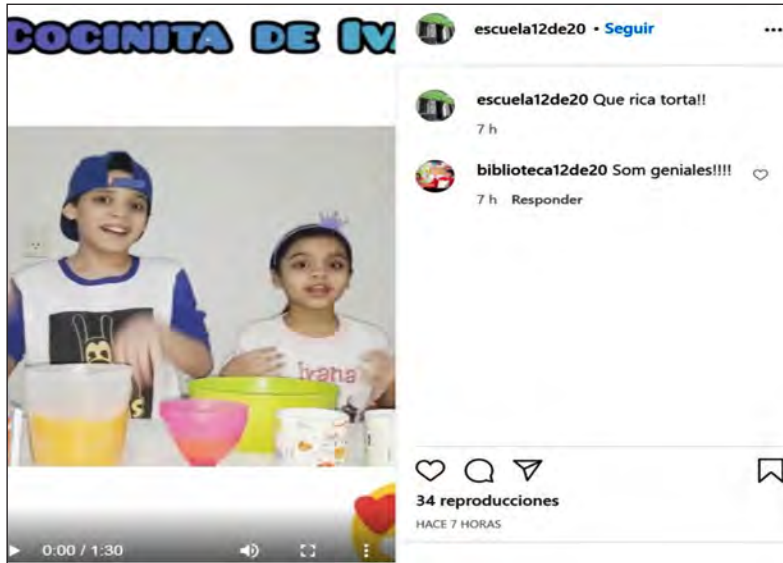 COCINITA DE IVA
escuela12de20 • Seguir
escuela12de20 Que rica torta!!
7 h
biblioteca12de20 Som geniales!!!!
7 h Responder
Ivana
S
0:00 / 1:30
34 reproducciones
HACE 7 HORAS